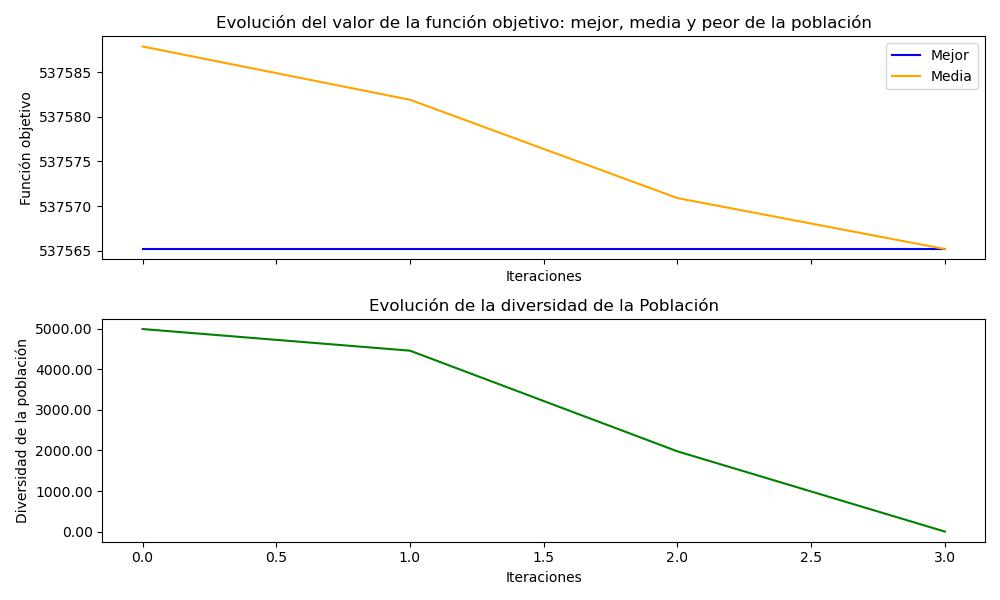 Evolución del valor de la función objetivo: mejor, media y peor de la población
Función objetivo
537585
537580
537575
537570
537565
Mejor
Media
Iteraciones
Evolución de la diversidad de la Población
Diversidad de la población
5000.00
4000.00
3000.00
2000.00
1000.00
0.00
0.0 0.5 1.0 1.5 2.0 2.5 3.0
Iteraciones